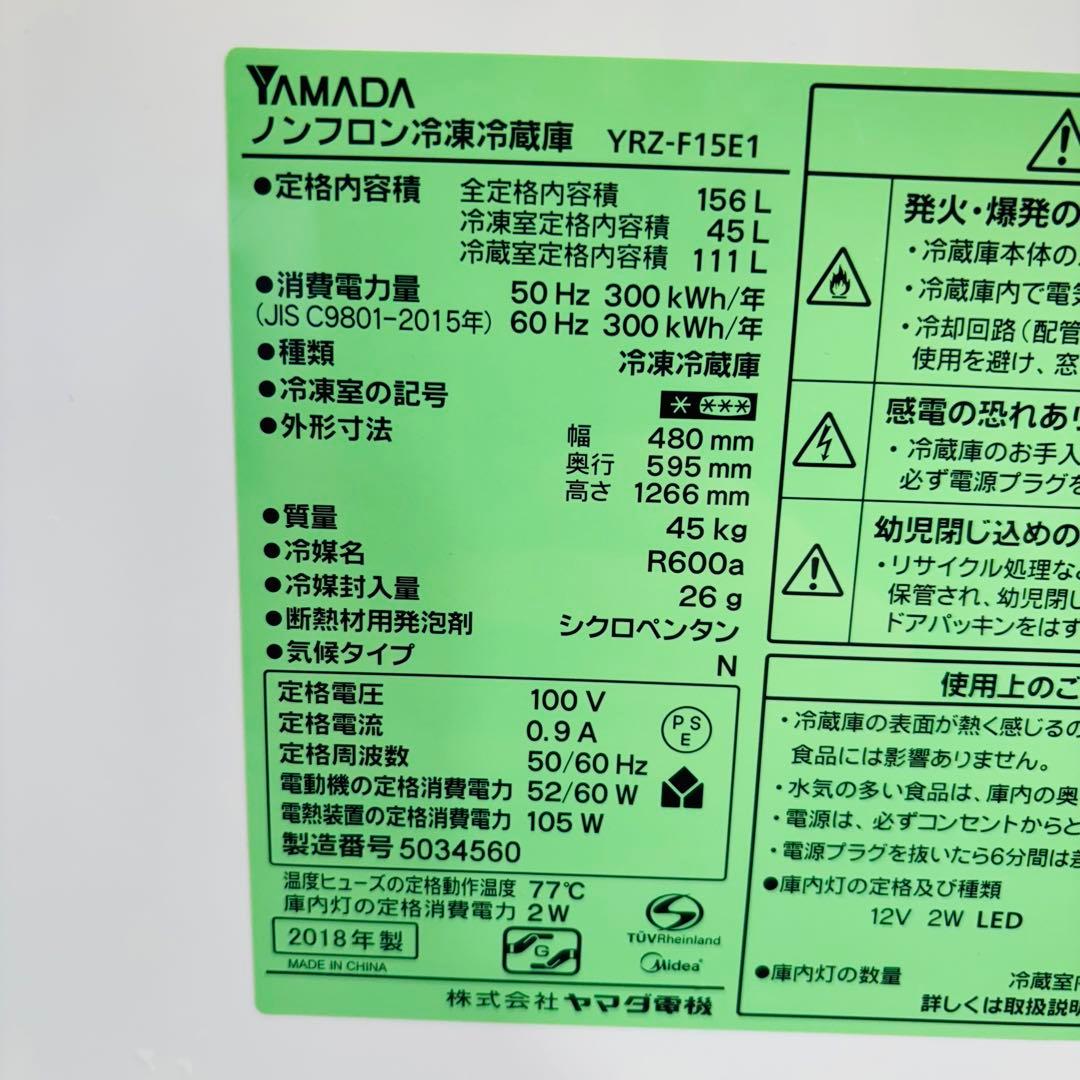 YAMADA
ノンフロン冷凍冷蔵庫 YRZ-F15E1
●定格内容積 全定格内容積 156 L
冷凍室定格内容積 45 L
冷蔵室定格内容積 111 L
●消費電力量 50 Hz 300 kWh/年
(JIS C9801-2015年) 60 Hz 300 kWh/年
●種類 冷凍冷蔵庫
●冷凍室の記号 * ***
●外形寸法 幅 480 mm
奥行 595 mm
高さ 1266 mm
●質量 45 kg
●冷媒名 R600a
●冷媒封入量 26 g
●断熱材用発泡剤 シクロペンタン
●気候タイプ N
定格電圧 100 V
定格電流 0.9 A
定格周波数 50/60 Hz
電動機の定格消費電力 52/60 W
電熱装置の定格消費電力 105 W
製造番号 5034560
PSE
温度ヒューズの定格動作温度 77℃
庫内灯の定格消費電力 2W
2018年製
MADE IN CHINA
G
TÜVRheinland
Midea
株式会社ヤマダ電機
発火・爆発の
・冷蔵庫本体の
・冷蔵庫内で電気
・冷却回路(配管
使用を避け、窓
感電の恐れあり
・冷蔵庫のお手入
必ず電源プラグを
幼児閉じ込めの
・リサイクル処理な
保管され、幼児閉じ
ドアパッキンをはず
使用上のご
・冷蔵庫の表面が熱く感じるの
食品には影響ありません。
・水気の多い食品は、庫内の奥
・電源は、必ずコンセントからと
・電源プラグを抜いたら6分間は差
●庫内灯の定格及び種類
12V 2W LED
●庫内灯の数量
冷蔵室内
詳しくは取扱説明